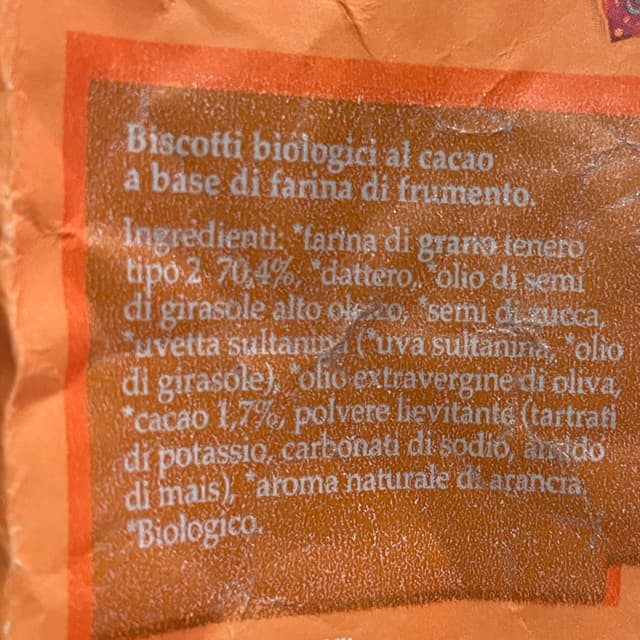 Biscotti biologici al cacao
a base di farina di frumento.
Ingredienti: *farina di grano tenero
tipo 2 70,4%, *dattero, *olio di semi
di girasole alto oleico, *semi di zucca,
*uvetta sultanina (*uva sultanina, *olio
di girasole), *olio extravergine di oliva,
*cacao 1,7%, polvere lievitante (tartrati
di potassio, carbonati di sodio, amido
di mais), *aroma naturale di arancia.
*Biologico.